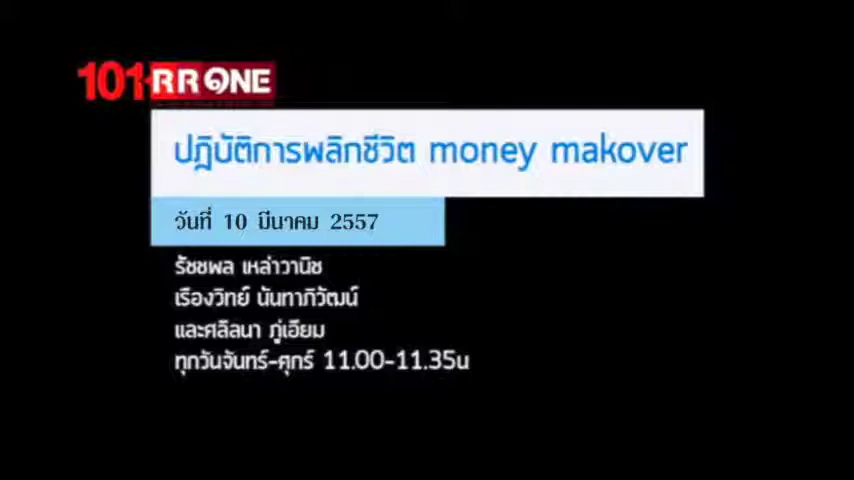 101 RR ONE
ปฏิบัติการพลิกชีวิต money makover
วันที่ 10 มีนาคม 2557
รัชชพล เหล่าวานิช
เรืองวิทย์ นันทาภิวัฒน์
และศลิลนา ภู่เอี่ยม
ทุกวันจันทร์-ศุกร์ 11.00-11.35น